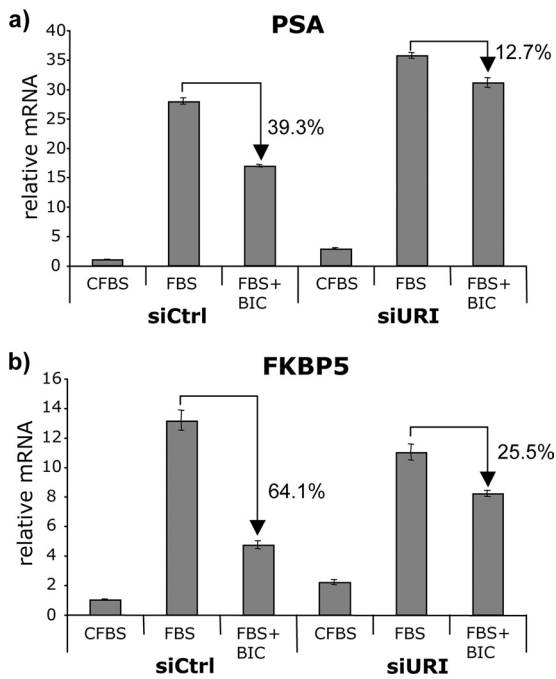 a)
PSA
relative mRNA
40
35
30
25
20
15
10
5
0
39.3%
12.7%
CFBS FBS FBS+ BIC CFBS FBS FBS+ BIC
siCtrl siURI
b)
FKBP5
relative mRNA
16
14
12
10
8
6
4
2
0
64.1%
25.5%
CFBS FBS FBS+ BIC CFBS FBS FBS+ BIC
siCtrl siURI